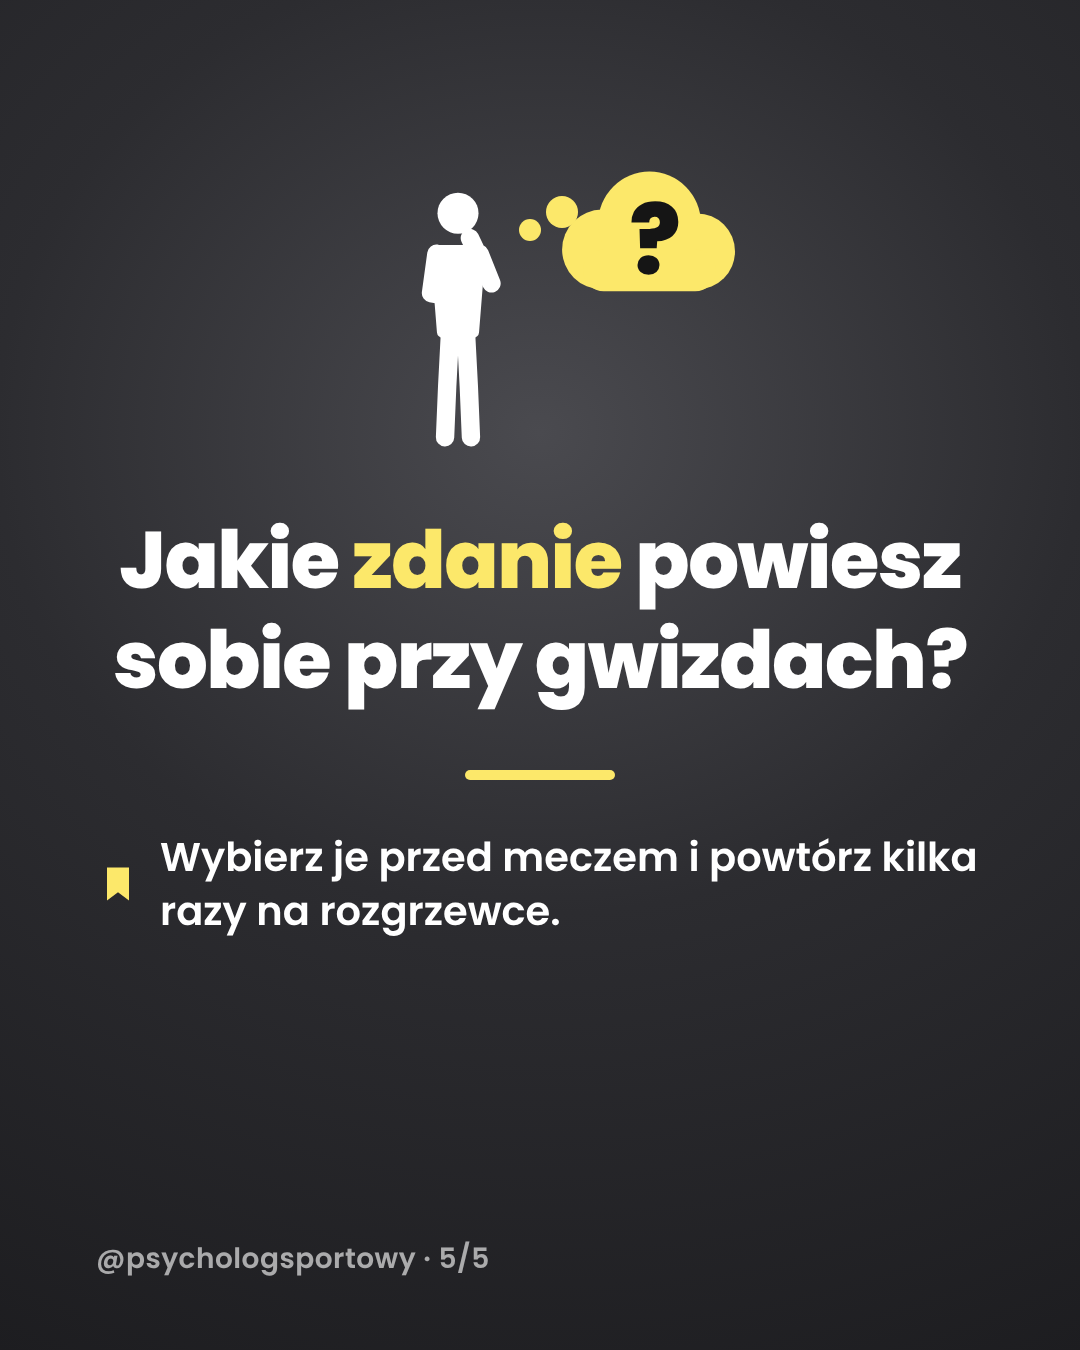 ?
Jakie zdanie powiesz
sobie przy gwizdach?
Wybierz je przed meczem i powtórz kilka
razy na rozgrzewce.
@psychologsportowy · 5/5